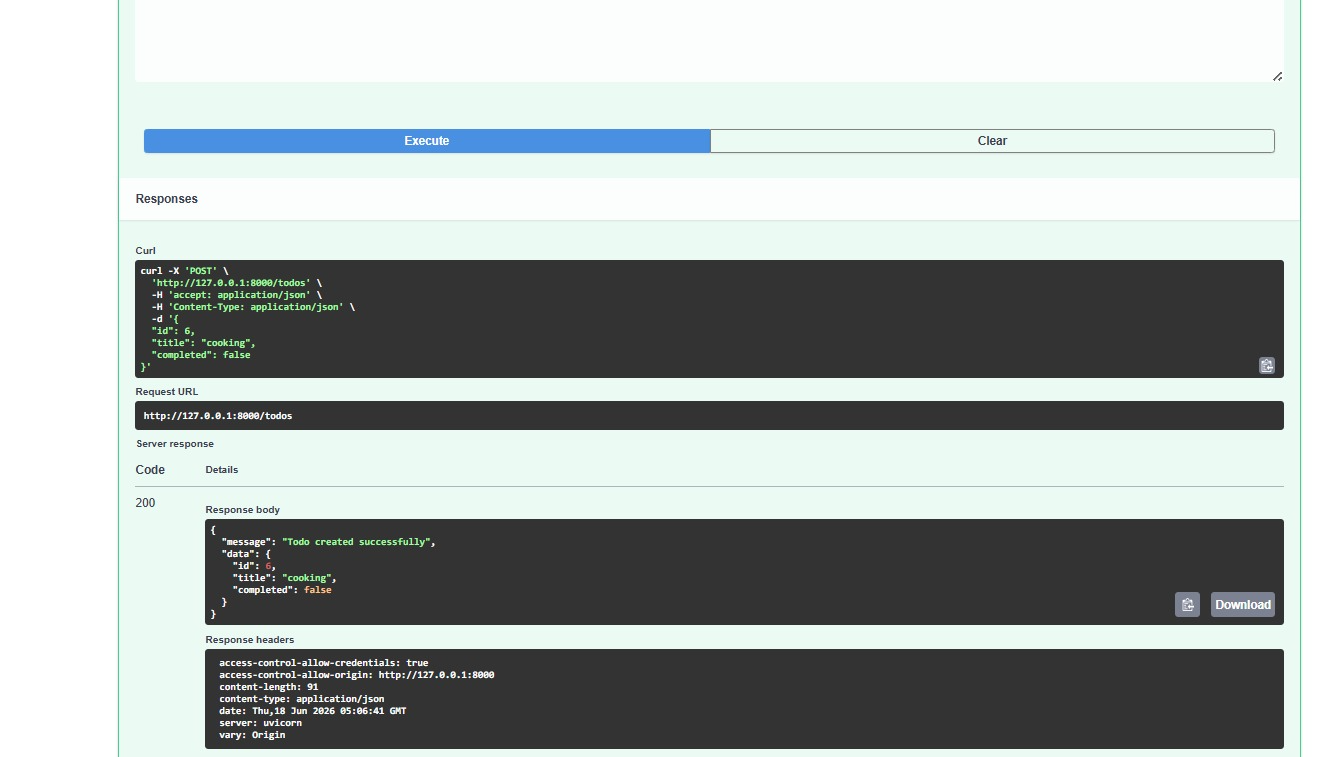 Execute
Clear
Responses
Curl
curl -X 'POST' \
  'http://127.0.0.1:8000/todos' \
  -H 'accept: application/json' \
  -H 'Content-Type: application/json' \
  -d '{
  "id": 6,
  "title": "cooking",
  "completed": false
}'
Request URL
http://127.0.0.1:8000/todos
Server response
Code Details
200
Response body
{
  "message": "Todo created successfully",
  "data": {
    "id": 6,
    "title": "cooking",
    "completed": false
  }
}
Download
Response headers
access-control-allow-credentials: true
access-control-allow-origin: http://127.0.0.1:8000
content-length: 91
content-type: application/json
date: Thu,18 Jun 2026 05:06:41 GMT
server: uvicorn
vary: Origin